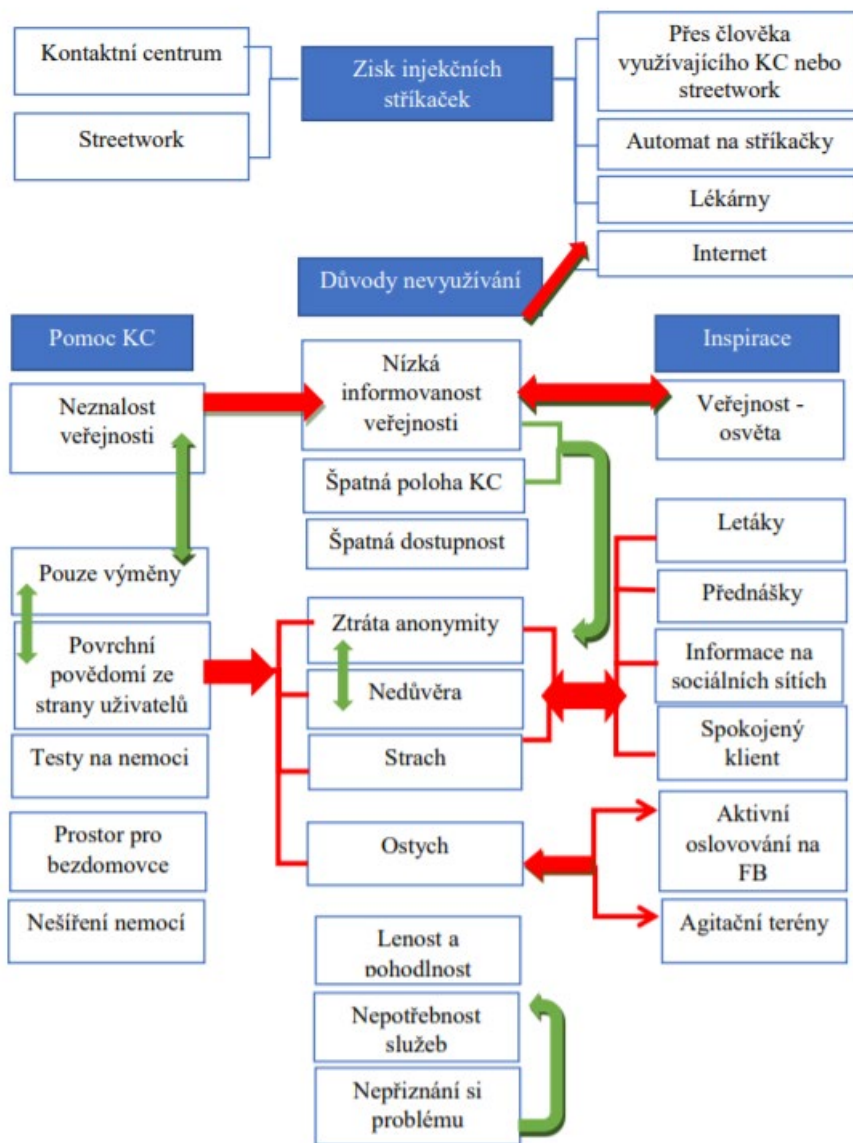 Kontaktní centrum
Streetwork
Zisk injekčních
stříkaček
Přes člověka
využívajícího KC nebo
streetwork
Automat na stříkačky
Lékárny
Internet
Důvody nevyužívání
Pomoc KC
Inspirace
Neznalost
veřejnosti
Pouze výměny
Povrchní
povědomí ze
strany uživatelů
Testy na nemoci
Prostor pro
bezdomovce
Nešíření nemocí
Nízká
informovanost
veřejnosti
Špatná poloha KC
Špatná dostupnost
Ztráta anonymity
Nedůvěra
Strach
Ostych
Lenost a
pohodlnost
Nepotřebnost
služeb
Nepřiznání si
problému
Veřejnost -
osvěta
Letáky
Přednášky
Informace na
sociálních sítích
Spokojený
klient
Aktivní
oslovování na
FB
Agitační terény